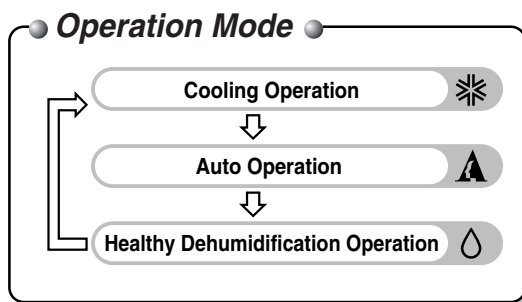 Operation Mode
Cooling Operation
Auto Operation
Healthy Dehumidification Operation